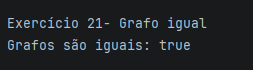 Exercício 21- Grafo igual
Grafos são iguais: true